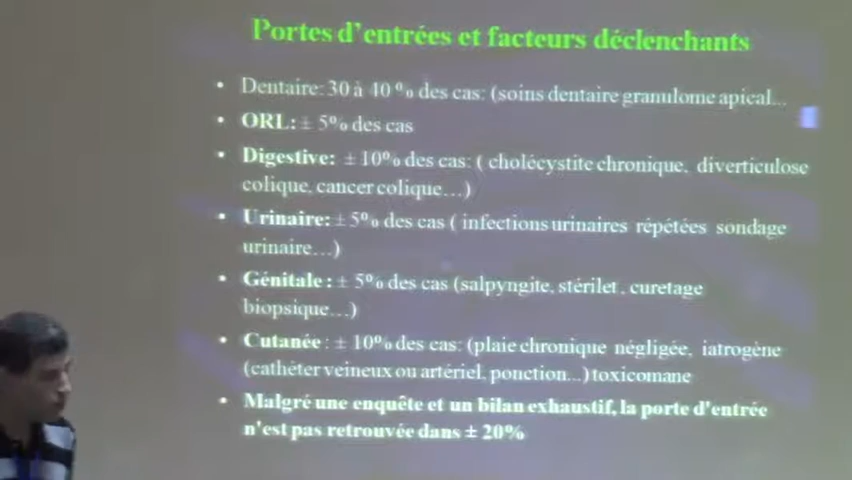 Portes d'entrées et facteurs déclenchants
• Dentaire: 30 à 40 % des cas: (soins dentaire granulome apical...
• ORL: ± 5% des cas
• Digestive: ± 10% des cas: ( cholécystite chronique, diverticulose
colique, cancer colique…)
• Urinaire: ± 5% des cas ( infections urinaires répétées sondage
urinaire…)
• Génitale : ± 5% des cas (salpyngite, stérilet , curetage
biopsique…)
• Cutanée : ± 10% des cas: (plaie chronique négligée, iatrogène
(cathéter veineux ou artériel, ponction...) toxicomane
• Malgré une enquête et un bilan exhaustif, la porte d'entrée
n'est pas retrouvée dans ± 20%